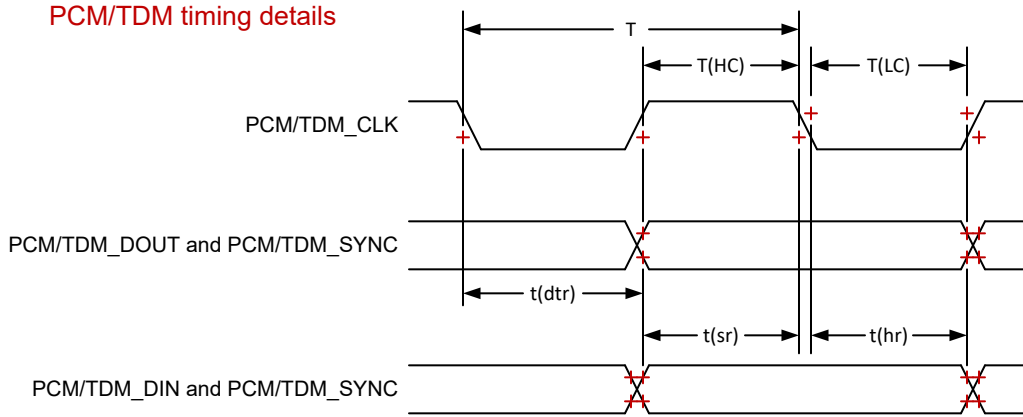 PCM/TDM timing details
T
T(HC)
T(LC)
PCM/TDM_CLK
PCM/TDM_DOUT and PCM/TDM_SYNC
t(dtr)
t(sr)
t(hr)
PCM/TDM_DIN and PCM/TDM_SYNC